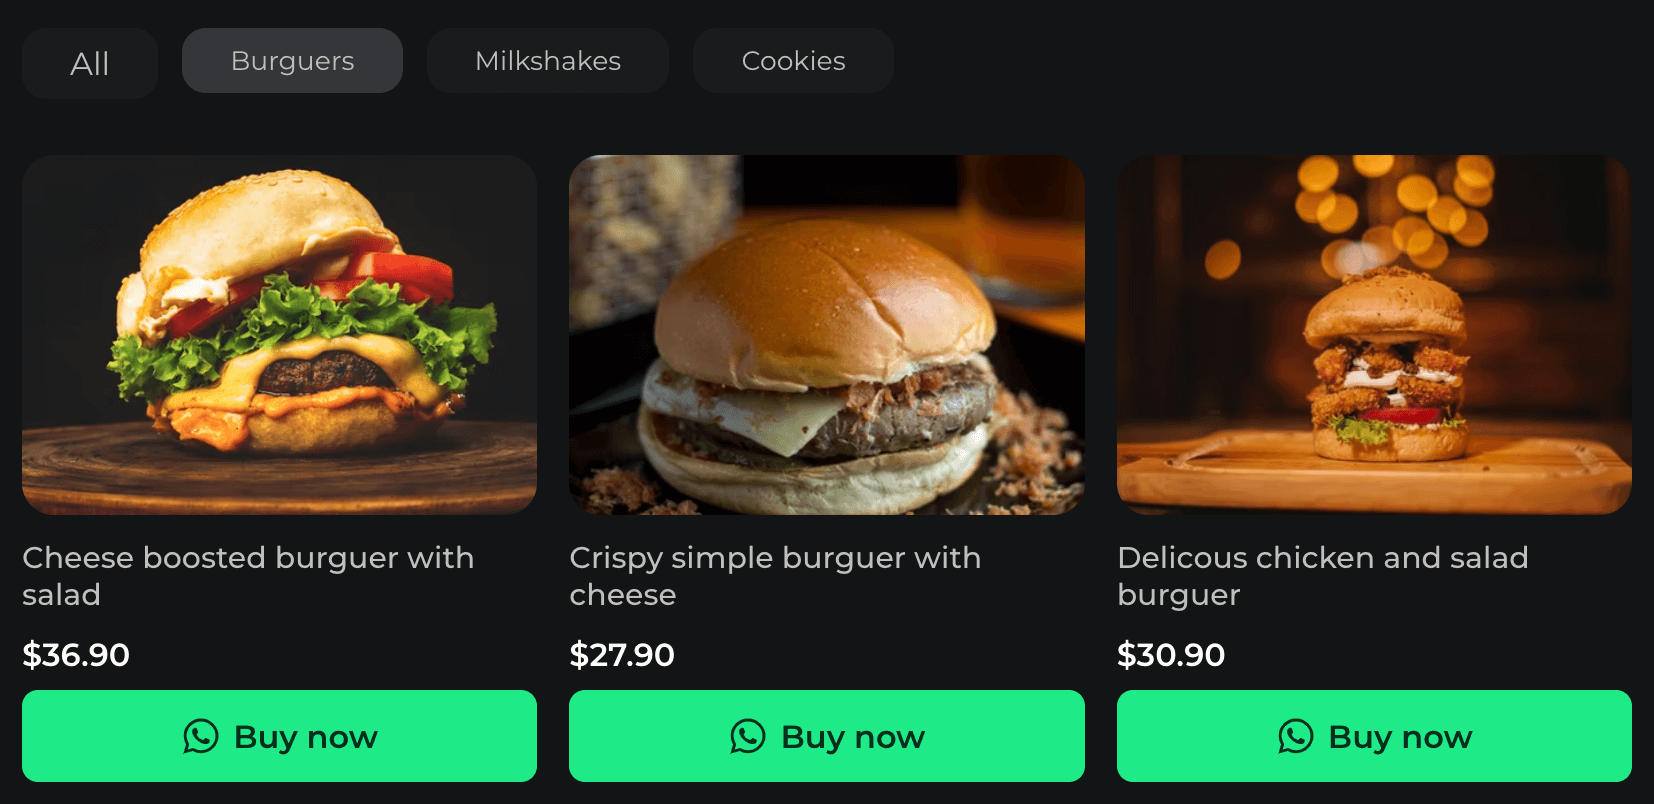 All
Burguers
Milkshakes
Cookies
Cheese boosted burguer with
salad
$36.90
Buy now
Crispy simple burguer with
cheese
$27.90
Buy now
Delicous chicken and salad
burguer
$30.90
Buy now